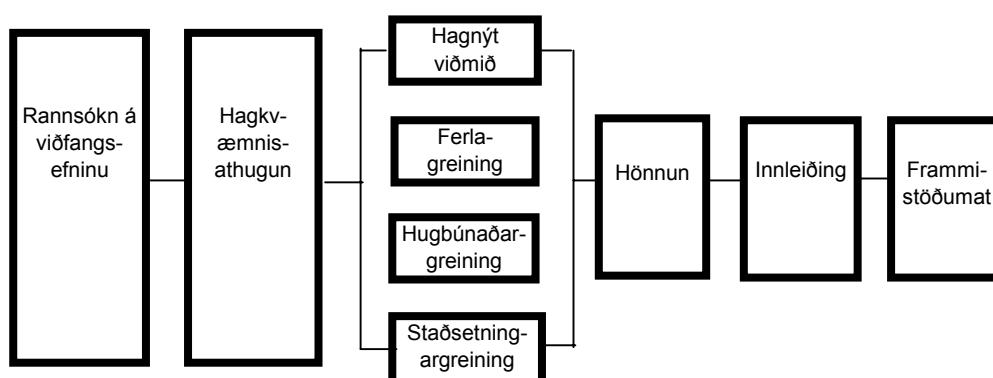 Rannsókn á
viðfangs-
efninu
Hagkv-
æmnis-
athugun
Hagnýt
viðmið
Ferla-
greining
Hugbúnaðar-
greining
Staðsetning-
argreining
Hönnun
Innleiðing
Frammi-
stöðumat